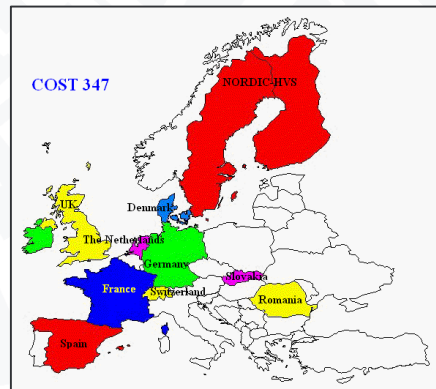 COST 347
NORDIC-HVS
UK
Denmark
The Netherlands
Germany
Slovakia
France
Switzerland
Romania
Spain